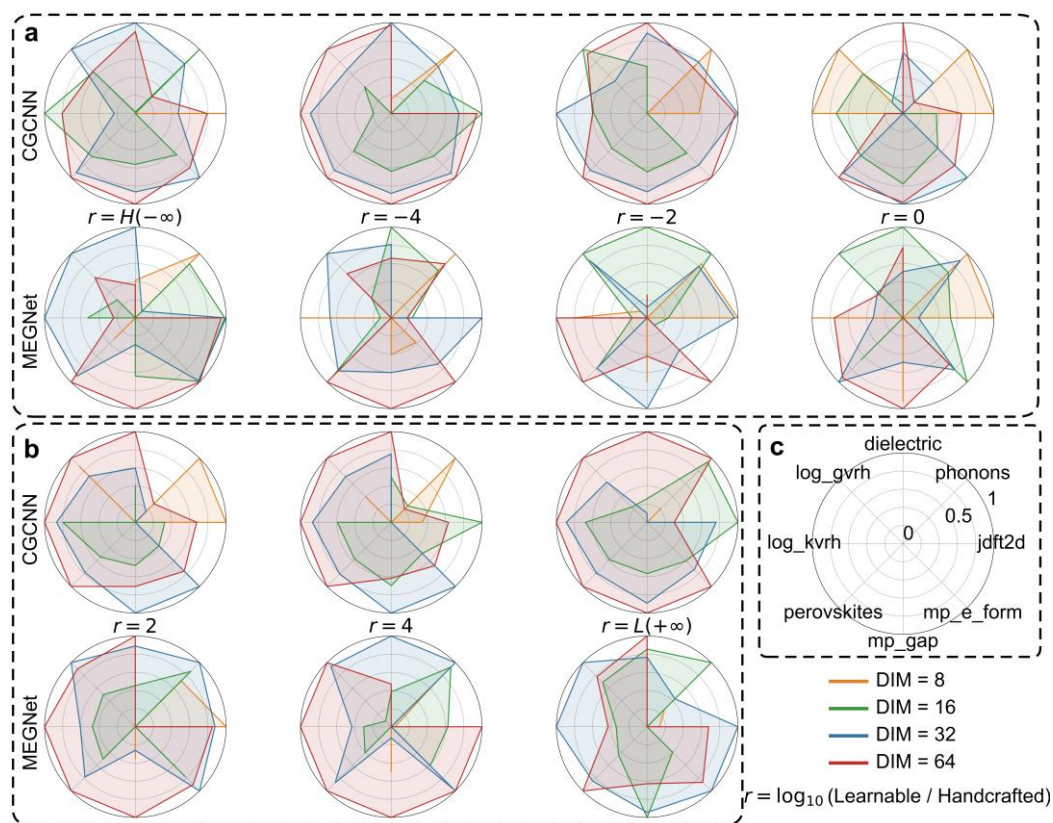 a
CGCNN
r = H(−∞)
r = −4
r = −2
r = 0
MEGNet
b
CGCNN
r = 2
r = 4
r = L(+∞)
MEGNet
c
dielectric
log_gvrh
phonons
1
0.5
0
log_kvrh
jdft2d
perovskites
mp_e_form
mp_gap
DIM = 8
DIM = 16
DIM = 32
DIM = 64
r = log₁₀ (Learnable / Handcrafted)